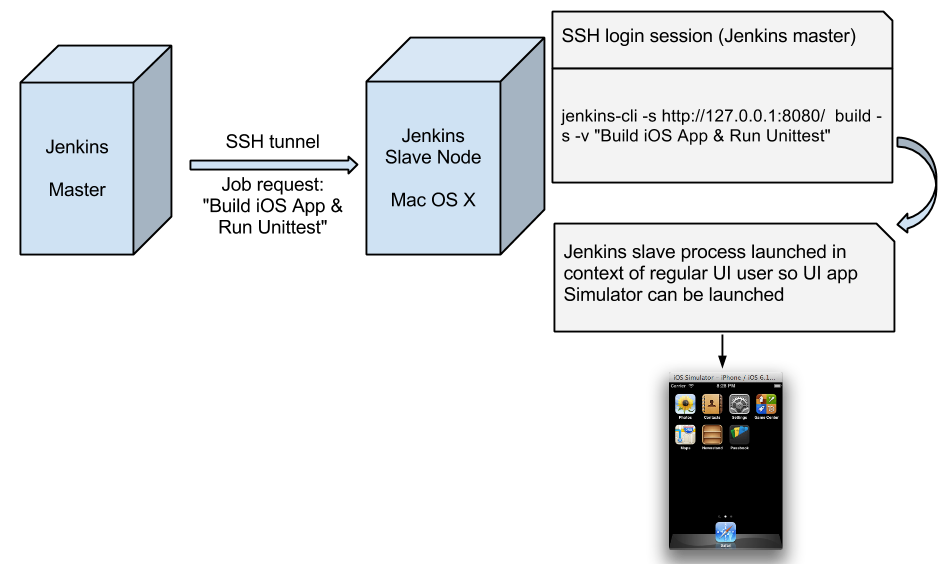 Jenkins
Master
SSH tunnel
Job request:
"Build iOS App &
Run Unittest"
Jenkins
Slave Node
Mac OS X
SSH login session (Jenkins master)
jenkins-cli -s http://127.0.0.1:8080/ build -
s -v "Build iOS App & Run Unittest"
Jenkins slave process launched in
context of regular UI user so UI app
Simulator can be launched
iOS Simulator - iPhone / iOS 6.1...
Carrier 8:28 PM
Photos Contacts Settings Game Center
Maps Newsstand Passbook
Safari